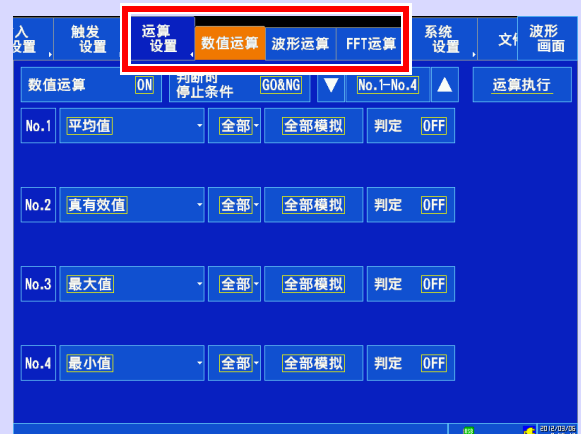 入
设置
触发
设置
运算
设置
数值运算
波形运算
FFT运算
系统
设置
波形
画面
数值运算 ON
判断时
停止条件 GO&NG
▼ No.1-No.4 ▲
运算执行
No.1 平均值 全部 全部模拟 判定 OFF
No.2 真有效值 全部 全部模拟 判定 OFF
No.3 最大值 全部 全部模拟 判定 OFF
No.4 最小值 全部 全部模拟 判定 OFF